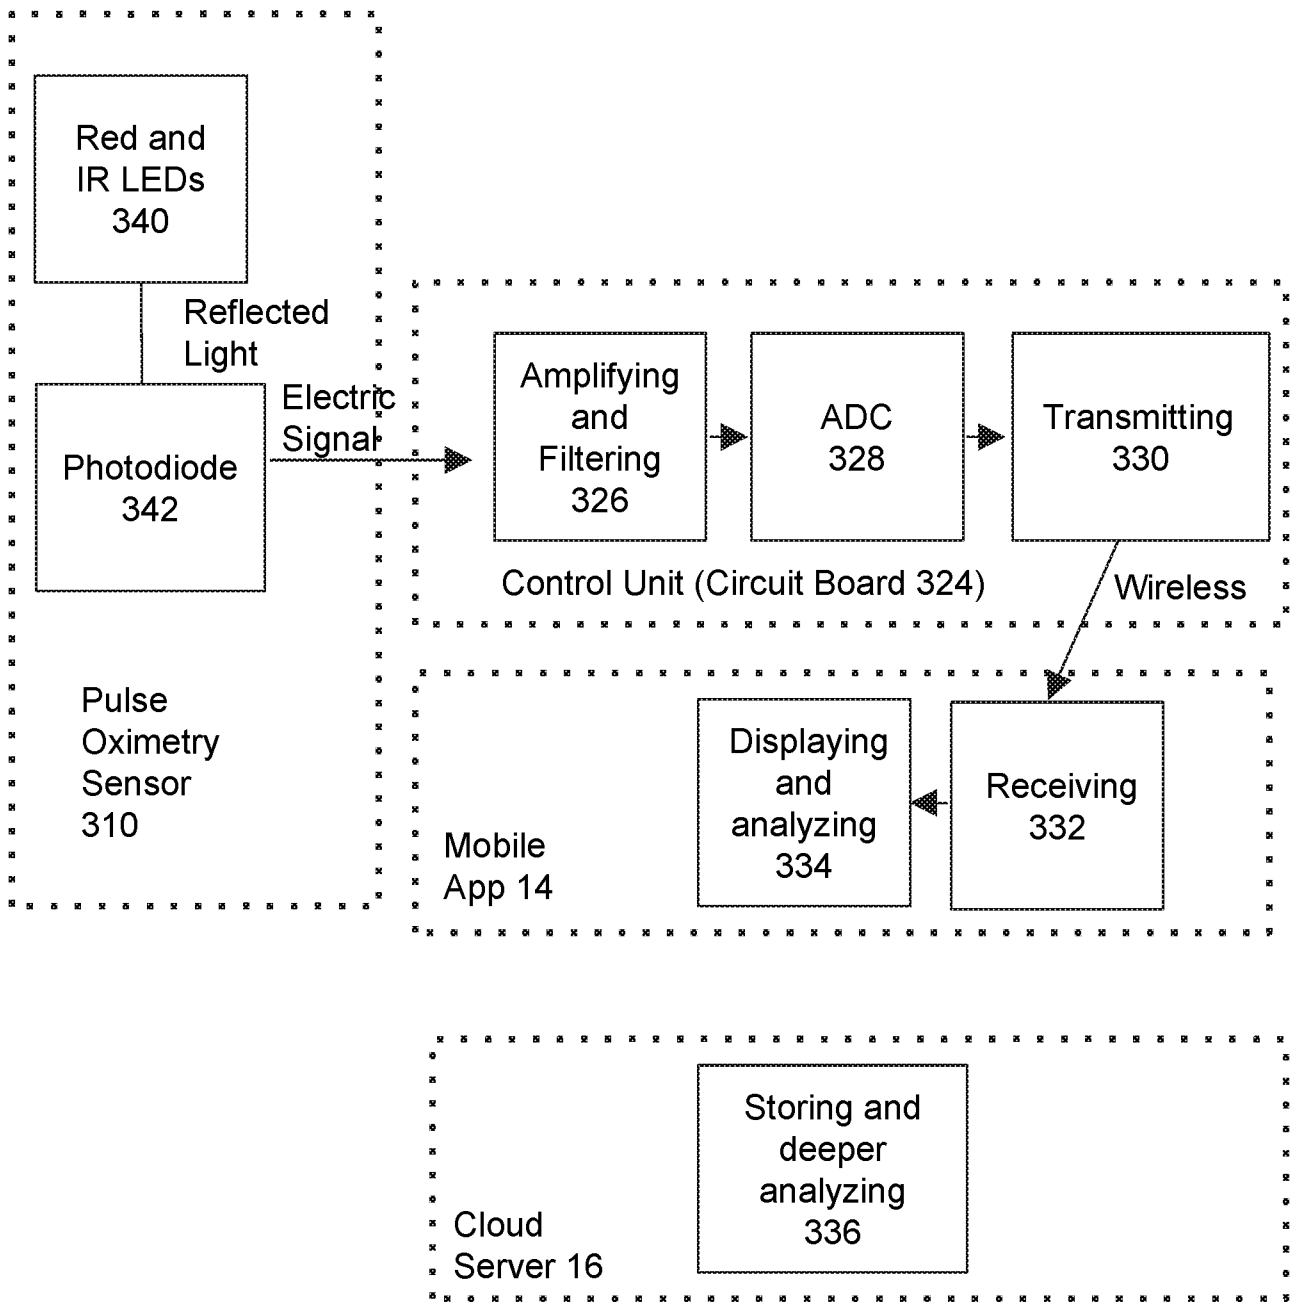 Red and
IR LEDs
340
Reflected
Light
Photodiode
342
Electric
Signal
Pulse
Oximetry
Sensor
310
Amplifying
and
Filtering
326
ADC
328
Transmitting
330
Control Unit (Circuit Board 324)
Wireless
Displaying
and
analyzing
334
Receiving
332
Mobile
App 14
Storing and
deeper
analyzing
336
Cloud
Server 16